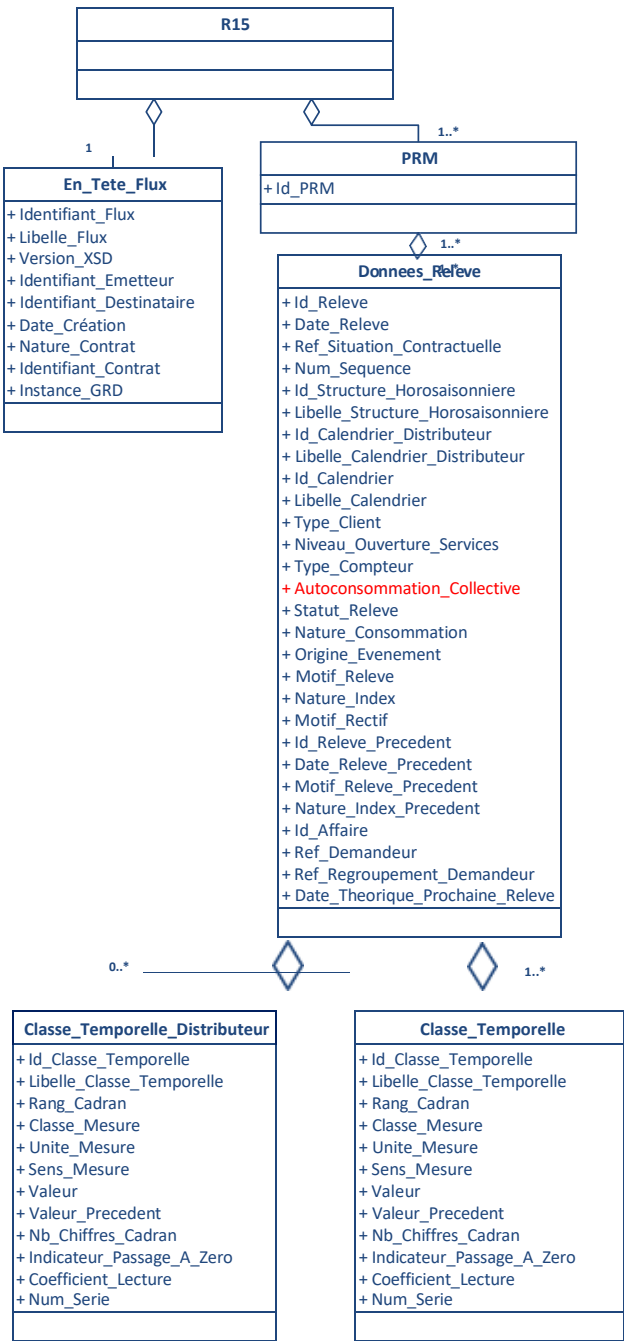 R15
1
1..*
En_Tete_Flux
+ Identifiant_Flux
+ Libelle_Flux
+ Version_XSD
+ Identifiant_Emetteur
+ Identifiant_Destinataire
+ Date_Création
+ Nature_Contrat
+ Identifiant_Contrat
+ Instance_GRD
PRM
+ Id_PRM
1..*
1..*
Donnees_Releve
+ Id_Releve
+ Date_Releve
+ Ref_Situation_Contractuelle
+ Num_Sequence
+ Id_Structure_Horosaisonniere
+ Libelle_Structure_Horosaisonniere
+ Id_Calendrier_Distributeur
+ Libelle_Calendrier_Distributeur
+ Id_Calendrier
+ Libelle_Calendrier
+ Type_Client
+ Niveau_Ouverture_Services
+ Type_Compteur
+ Autoconsommation_Collective
+ Statut_Releve
+ Nature_Consommation
+ Origine_Evenement
+ Motif_Releve
+ Nature_Index
+ Motif_Rectif
+ Id_Releve_Precedent
+ Date_Releve_Precedent
+ Motif_Releve_Precedent
+ Nature_Index_Precedent
+ Id_Affaire
+ Ref_Demandeur
+ Ref_Regroupement_Demandeur
+ Date_Theorique_Prochaine_Releve
0..*
1..*
Classe_Temporelle_Distributeur
+ Id_Classe_Temporelle
+ Libelle_Classe_Temporelle
+ Rang_Cadran
+ Classe_Mesure
+ Unite_Mesure
+ Sens_Mesure
+ Valeur
+ Valeur_Precedent
+ Nb_Chiffres_Cadran
+ Indicateur_Passage_A_Zero
+ Coefficient_Lecture
+ Num_Serie
Classe_Temporelle
+ Id_Classe_Temporelle
+ Libelle_Classe_Temporelle
+ Rang_Cadran
+ Classe_Mesure
+ Unite_Mesure
+ Sens_Mesure
+ Valeur
+ Valeur_Precedent
+ Nb_Chiffres_Cadran
+ Indicateur_Passage_A_Zero
+ Coefficient_Lecture
+ Num_Serie